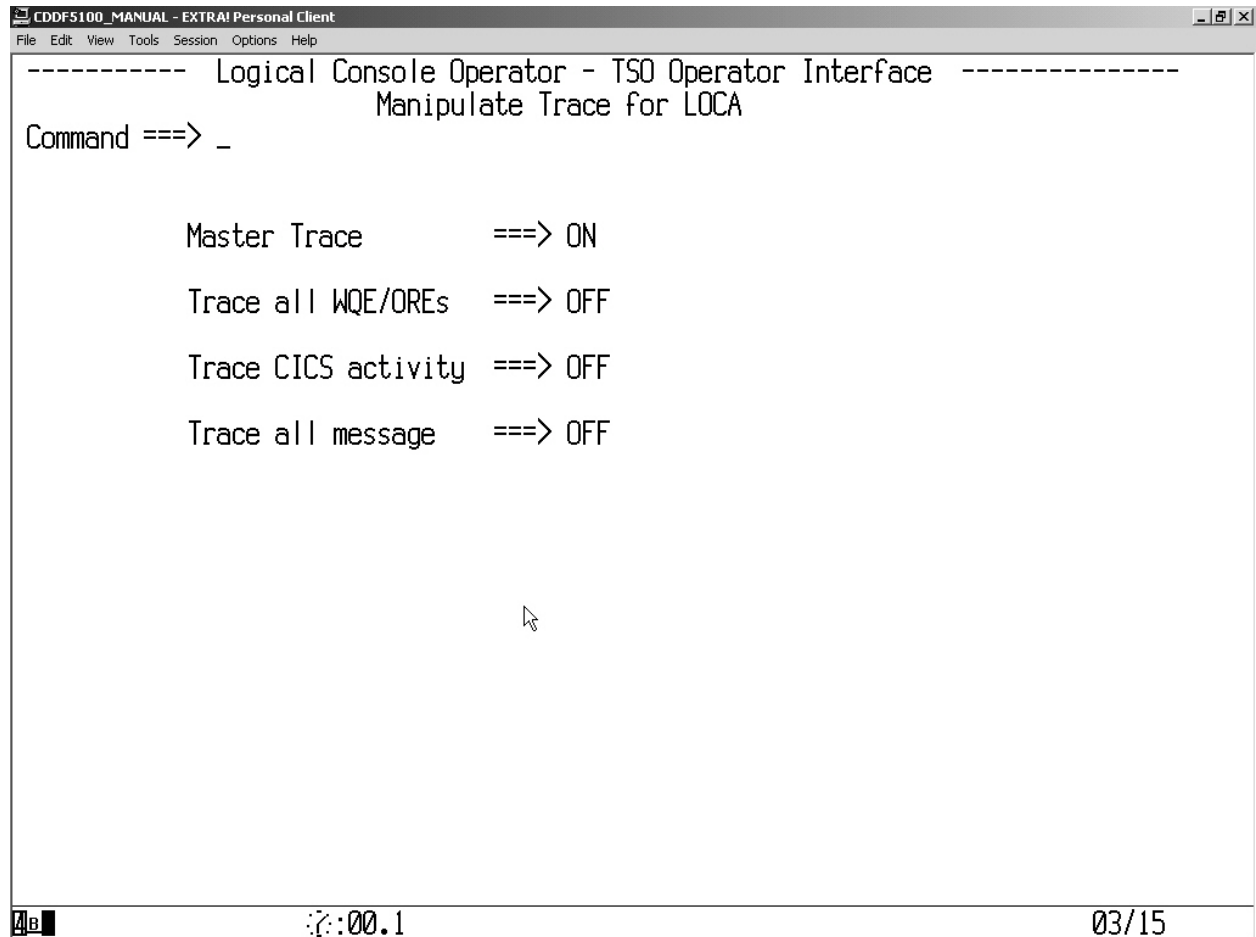 CDDF5100_MANUAL - EXTRA! Personal Client
File Edit View Tools Session Options Help
----------- Logical Console Operator - TSO Operator Interface ---------------
Manipulate Trace for LOCA
Command ===> _
Master Trace ===> ON
Trace all WQE/OREs ===> OFF
Trace CICS activity ===> OFF
Trace all message ===> OFF
4B :00.1 03/15